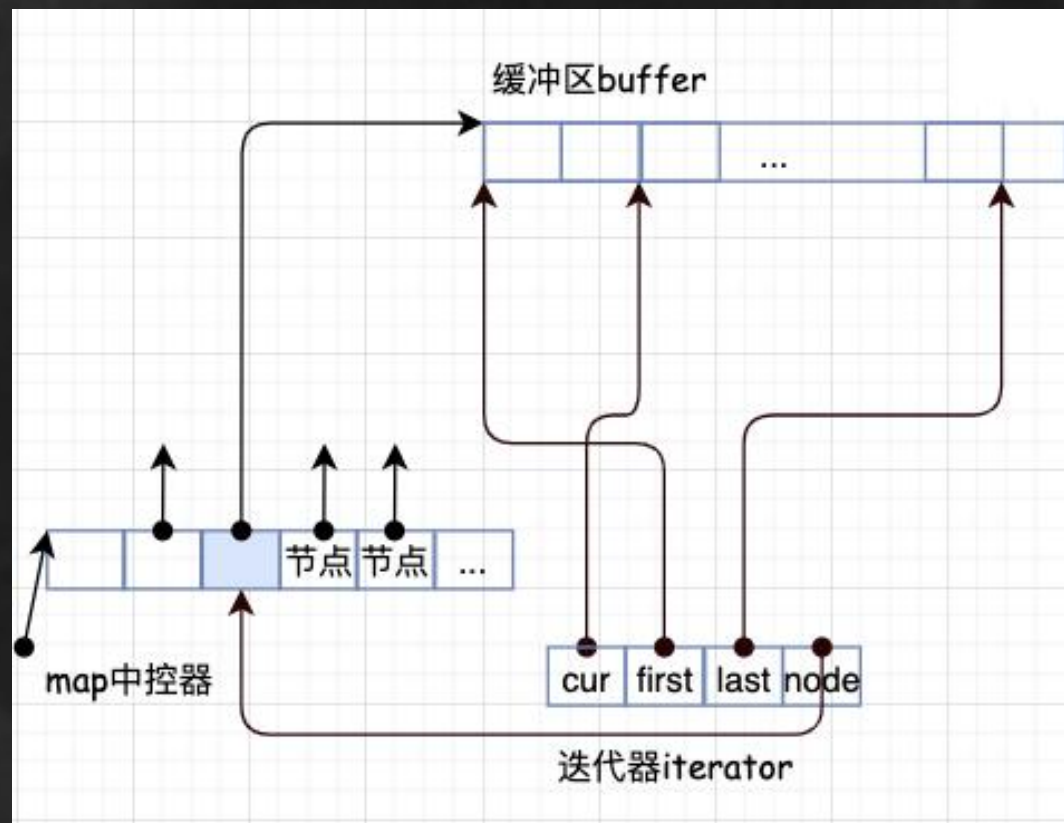 缓冲区buffer
...
节点 节点 ...
map中控器
cur first last node
迭代器iterator